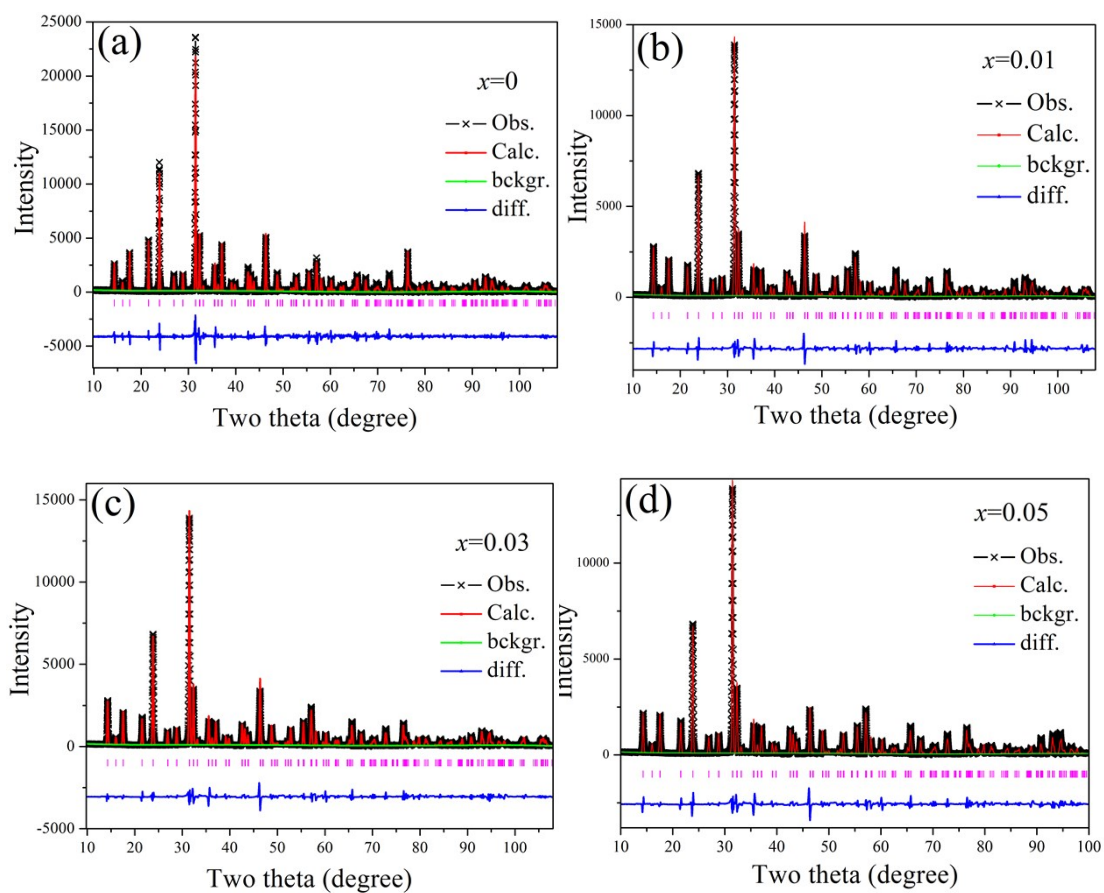 (a)
x=0
Obs.
Calc.
bckgr.
diff.
Intensity
25000
20000
15000
10000
5000
0
-5000
10 20 30 40 50 60 70 80 90 100
Two theta (degree)
(b)
x=0.01
Obs.
Calc.
bckgr.
diff.
Intensity
15000
10000
5000
0
10 20 30 40 50 60 70 80 90 100
Two theta (degree)
(c)
x=0.03
Obs.
Calc.
bckgr.
diff.
Intensity
15000
10000
5000
0
-5000
10 20 30 40 50 60 70 80 90 100
Two theta (degree)
(d)
x=0.05
Obs.
Calc.
bckgr.
diff.
Intensity
10000
5000
0
10 20 30 40 50 60 70 80 90 100
Two theta (degree)